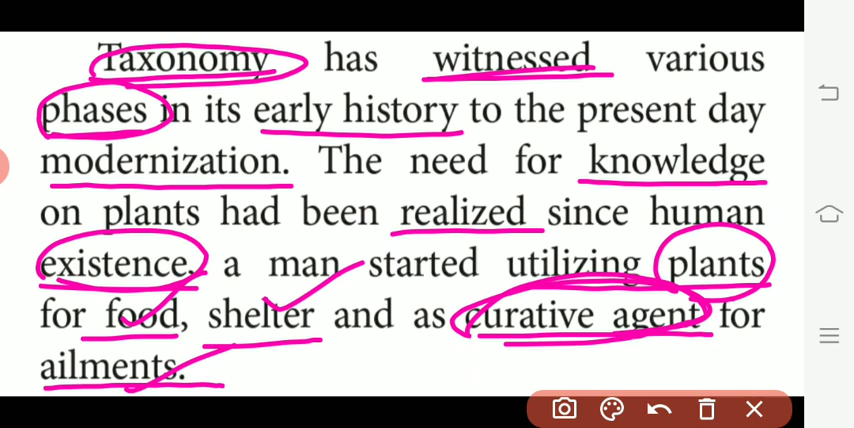 Taxonomy has witnessed various
phases in its early history to the present day
modernization. The need for knowledge
on plants had been realized since human
existence, a man started utilizing plants
for food, shelter and as curative agent for
ailments.